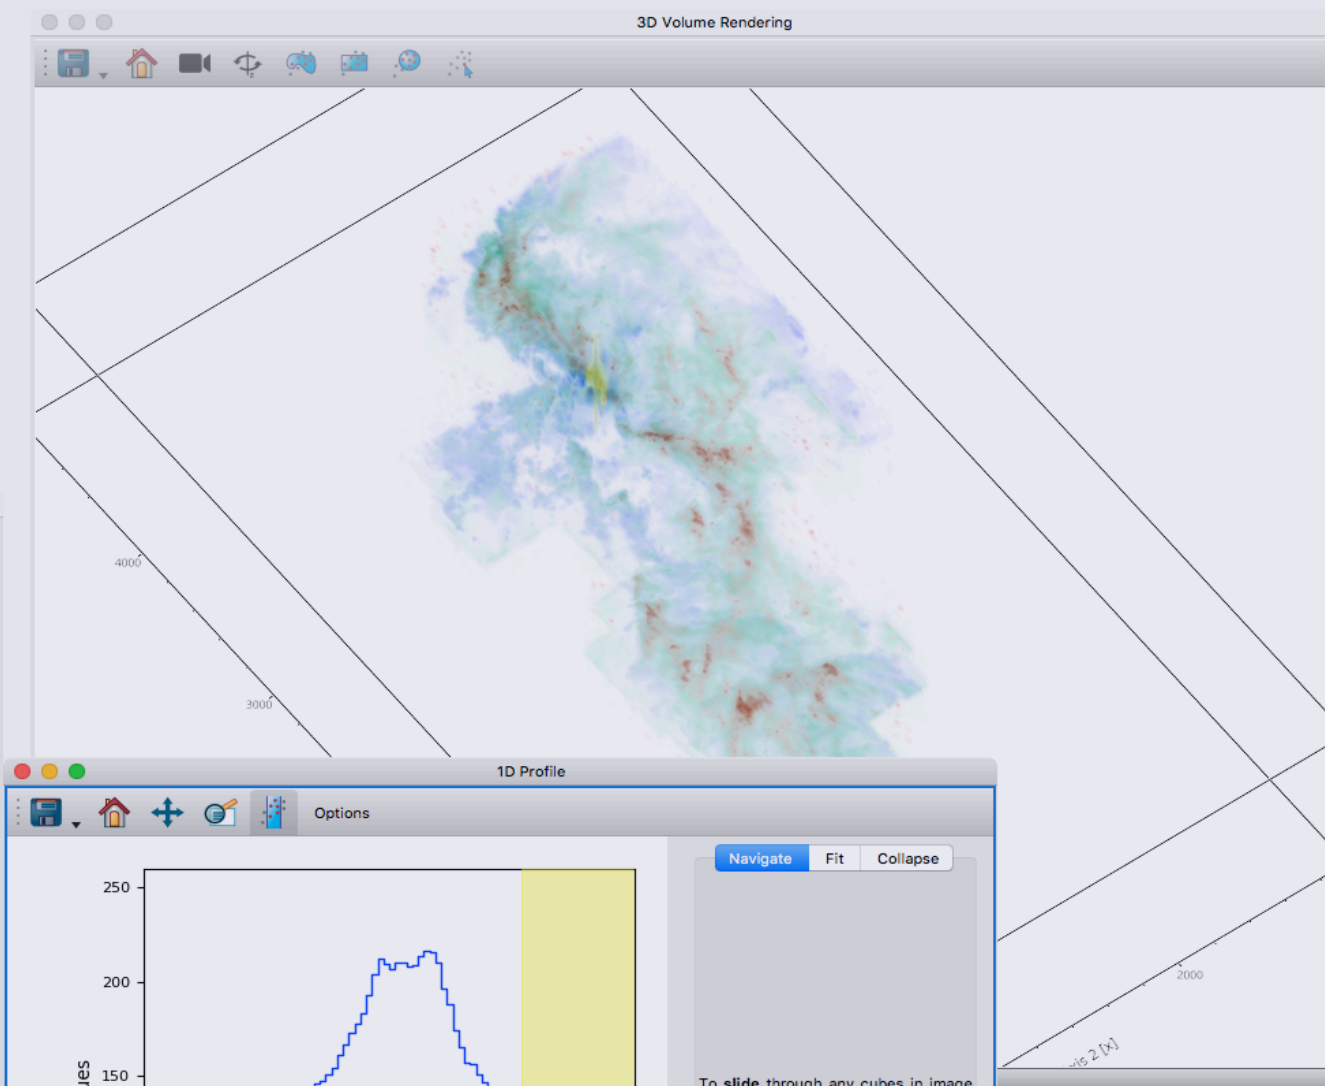 3D Volume Rendering
4000
3000
1D Profile
Options
Navigate Fit Collapse
250
200
150
2000
2 [x]
To slide through any cubes in image